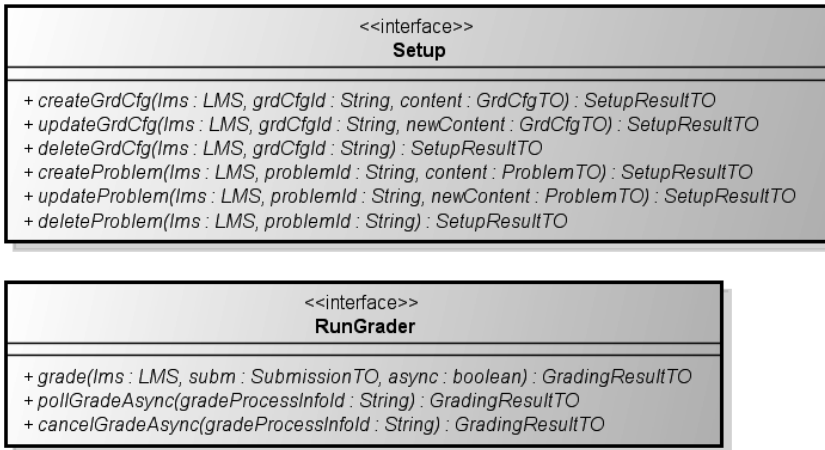 <<interface>>
Setup
+ createGrdCfg(lms : LMS, grdCfgId : String, content : GrdCfgTO) : SetupResultTO
+ updateGrdCfg(lms : LMS, grdCfgId : String, newContent : GrdCfgTO) : SetupResultTO
+ deleteGrdCfg(lms : LMS, grdCfgId : String) : SetupResultTO
+ createProblem(lms : LMS, problemId : String, content : ProblemTO) : SetupResultTO
+ updateProblem(lms : LMS, problemId : String, newContent : ProblemTO) : SetupResultTO
+ deleteProblem(lms : LMS, problemId : String) : SetupResultTO
<<interface>>
RunGrader
+ grade(lms : LMS, subm : SubmissionTO, async : boolean) : GradingResultTO
+ pollGradeAsync(gradeProcessInfoId : String) : GradingResultTO
+ cancelGradeAsync(gradeProcessInfoId : String) : GradingResultTO